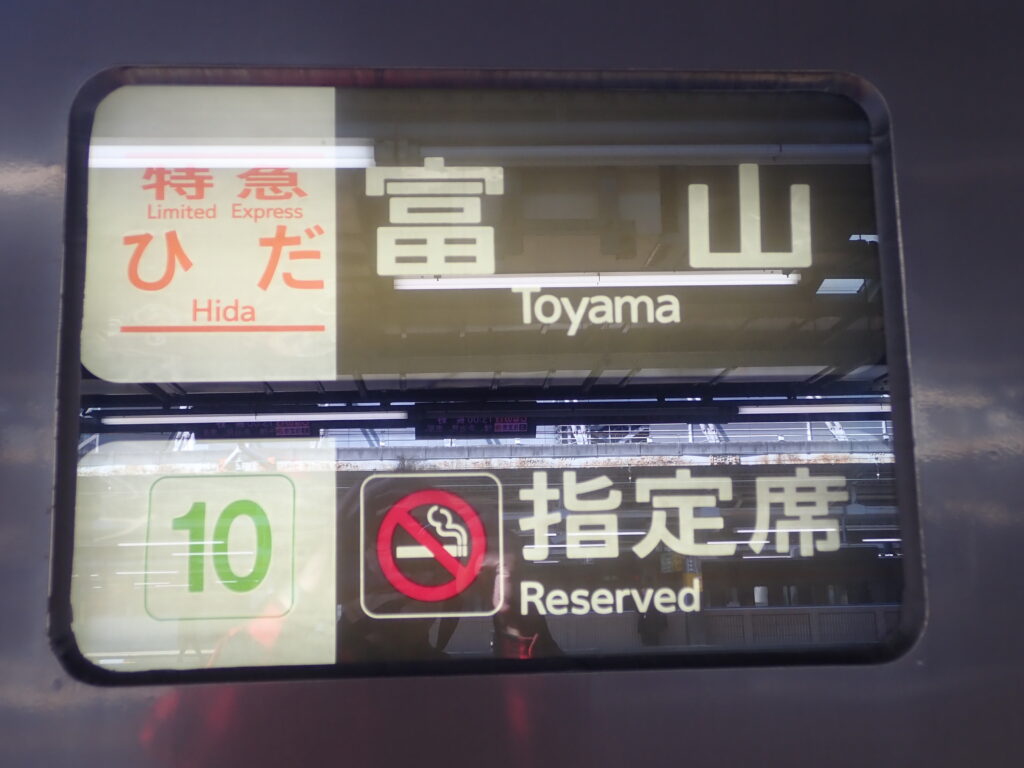 特急
Limited Express
ひだ
Hida
富山
Toyama
10
指定席
Reserved